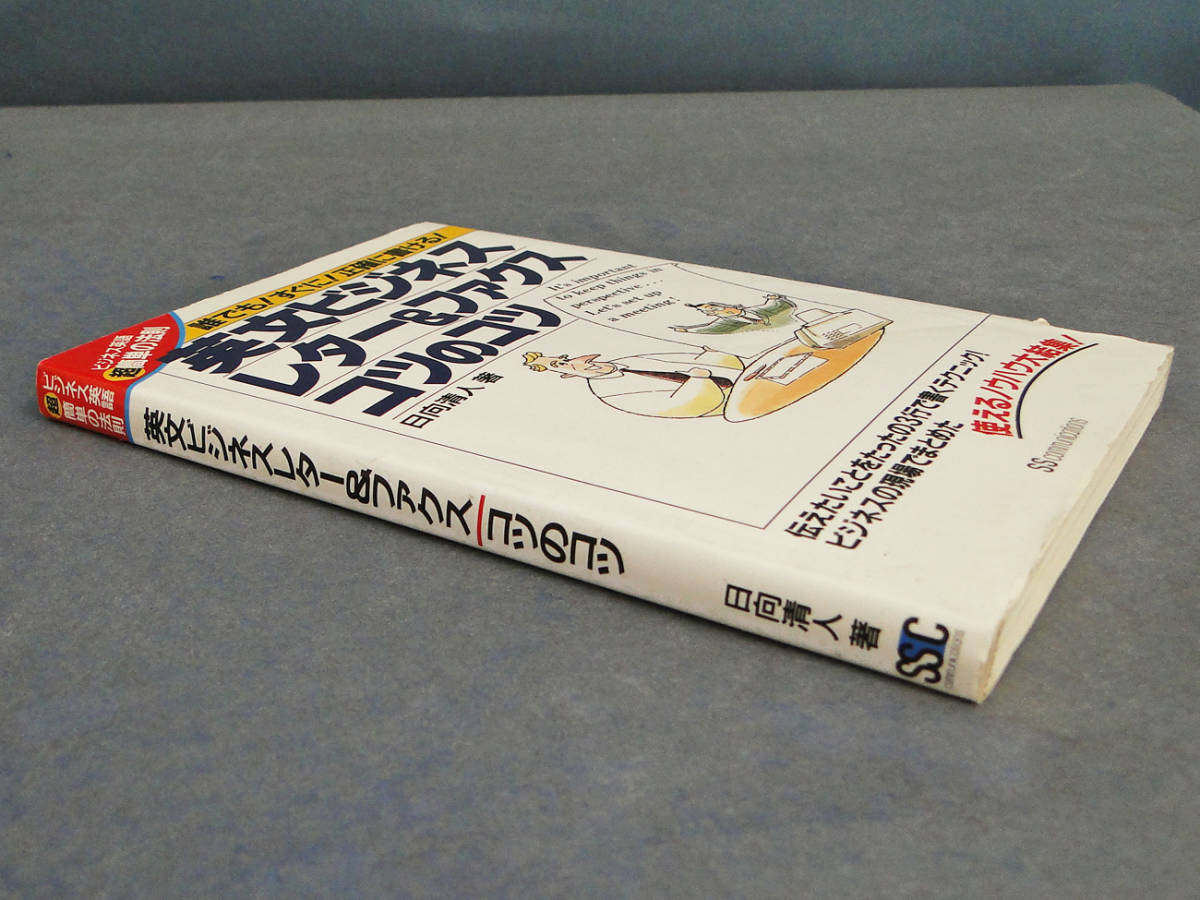 誰でも!すぐに!正確に書ける!
ビジネス英語
超簡単の法則
英文ビジネス
レター&ファクス
コツのコツ
日向清人 著
It's important
to keep things in
perspective...
Let's set up
a meeting!
伝えたいことをたったの3行で書くテクニック!
ビジネスの現場でまとめた
使えるノウハウ大結集!
SS communications
ビジネス英語
超簡単の法則
英文ビジネスレター&ファクス コツのコツ
日向清人 著
SSC